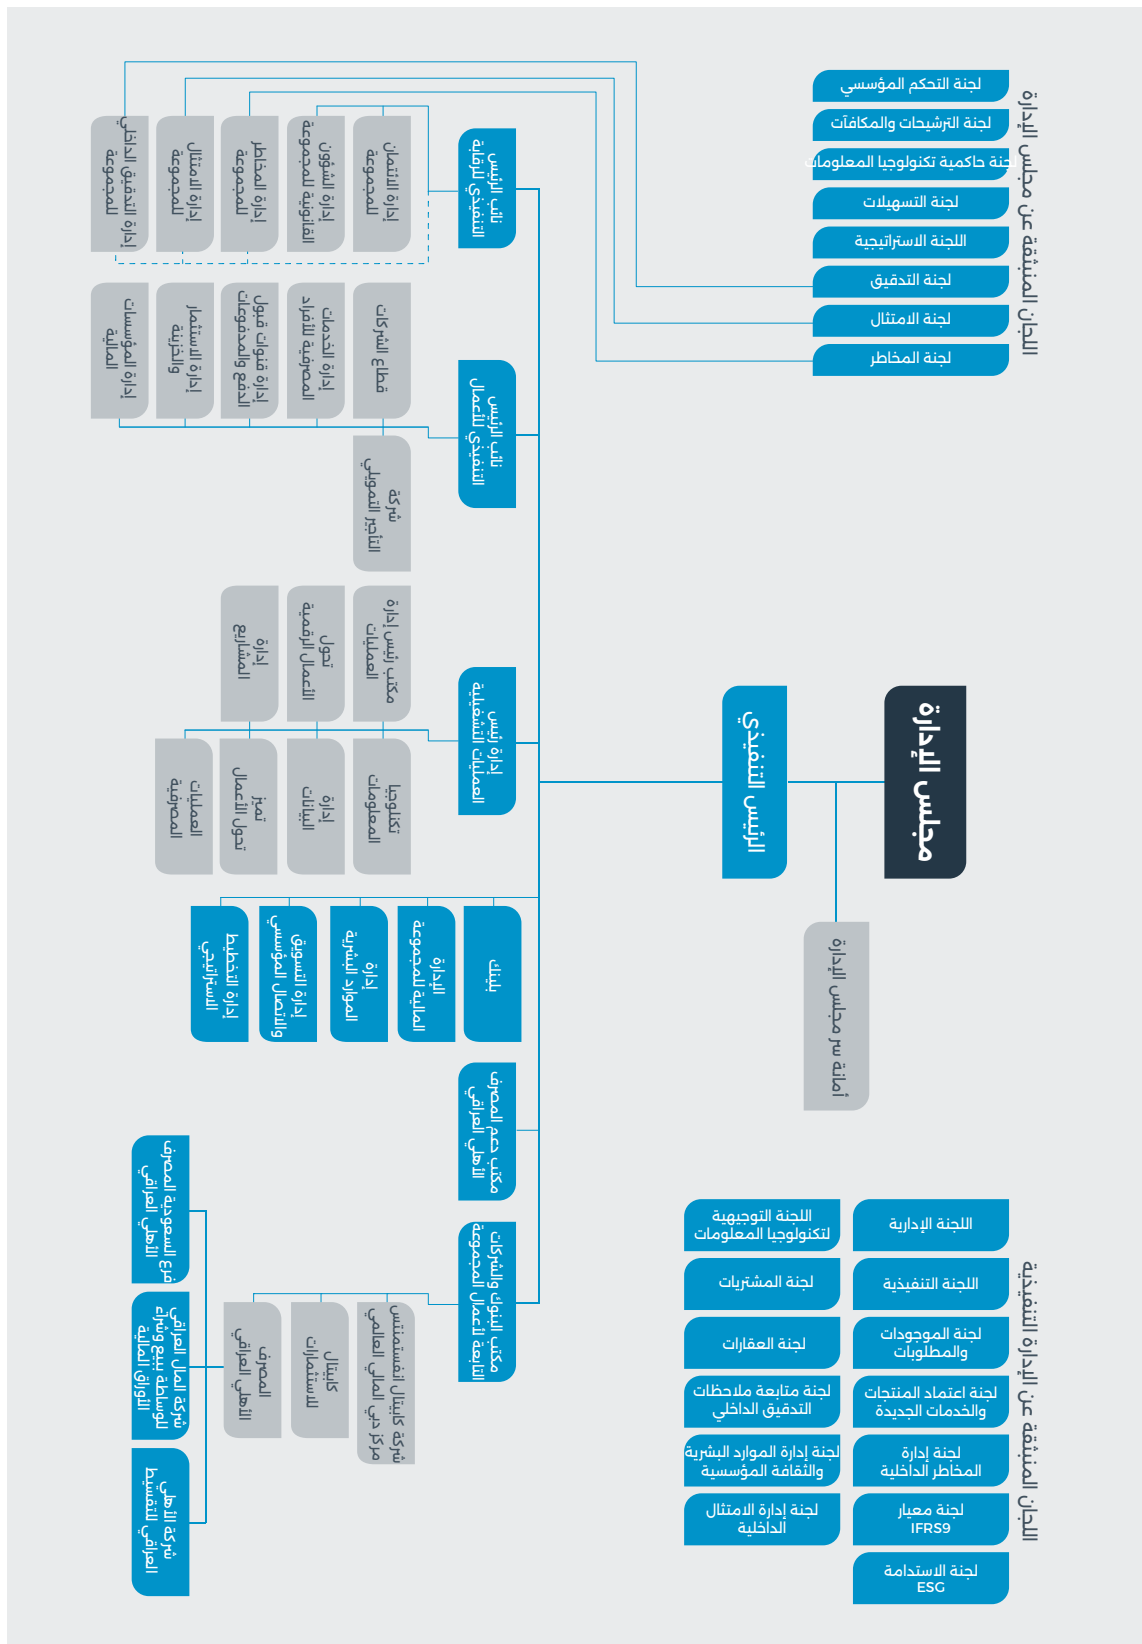 اللجان المنبثقة عن مجلس الإدارة
لجنة التحكم المؤسسي
لجنة الترشيحات والمكافآت
لجنة حاكمية تكنولوجيا المعلومات
لجنة التسهيلات
اللجنة الاستراتيجية
لجنة التدقيق
لجنة الامتثال
لجنة المخاطر
مجلس الإدارة
الرئيس التنفيذي
أمانة سر مجلس الإدارة
نائب الرئيس
التنفيذي للرقابة
إدارة الائتمان
للمجموعة
إدارة الشؤون
القانونية للمجموعة
إدارة المخاطر
للمجموعة
إدارة الامتثال
للمجموعة
إدارة التدقيق الداخلي
للمجموعة
نائب الرئيس
التنفيذي للأعمال
قطاع الشركات
إدارة الخدمات
المصرفية للأفراد
إدارة قنوات قبول
الدفع والمدفوعات
إدارة الاستثمار
والخزينة
إدارة المؤسسات
المالية
شركة
التأجير التمويلي
إدارة رئيس
العمليات التشغيلية
مكتب رئيس إدارة
العمليات
تحول
الأعمال الرقمية
إدارة
المشاريع
تكنلوجيا
المعلومات
إدارة
البيانات
تميز
تحول الأعمال
العمليات
المصرفية
بلينك
الإدارة
المالية للمجموعة
إدارة
الموارد البشرية
إدارة التسويق
والاتصال المؤسسي
إدارة التخطيط
الاستراتيجي
مكتب دعم المصرف
الأهلي العراقي
مكتب البنوك والشركات
التابعة لأعمال المجموعة
شركة كابيتال انفستمنتس
مركز دبي المالي العالمي
كابيتال
للاستثمارات
المصرف
الأهلي العراقي
فرع السعودية المصرف
الأهلي العراقي
شركة المال العراقي
للوساطة ببيع وشراء
الأوراق المالية
شركة الأهلي
العراقي للتقسيط
اللجان المنبثقة عن الإدارة التنفيذية
اللجنة الإدارية
اللجنة التنفيذية
لجنة الموجودات
والمطلوبات
لجنة اعتماد المنتجات
والخدمات الجديدة
لجنة إدارة
المخاطر الداخلية
لجنة معيار
IFRS9
لجنة الاستدامة
ESG
اللجنة التوجيهية
لتكنولوجيا المعلومات
لجنة المشتريات
لجنة العقارات
لجنة متابعة ملاحظات
التدقيق الداخلي
لجنة إدارة الموارد البشرية
والثقافة المؤسسية
لجنة إدارة الامتثال
الداخلية